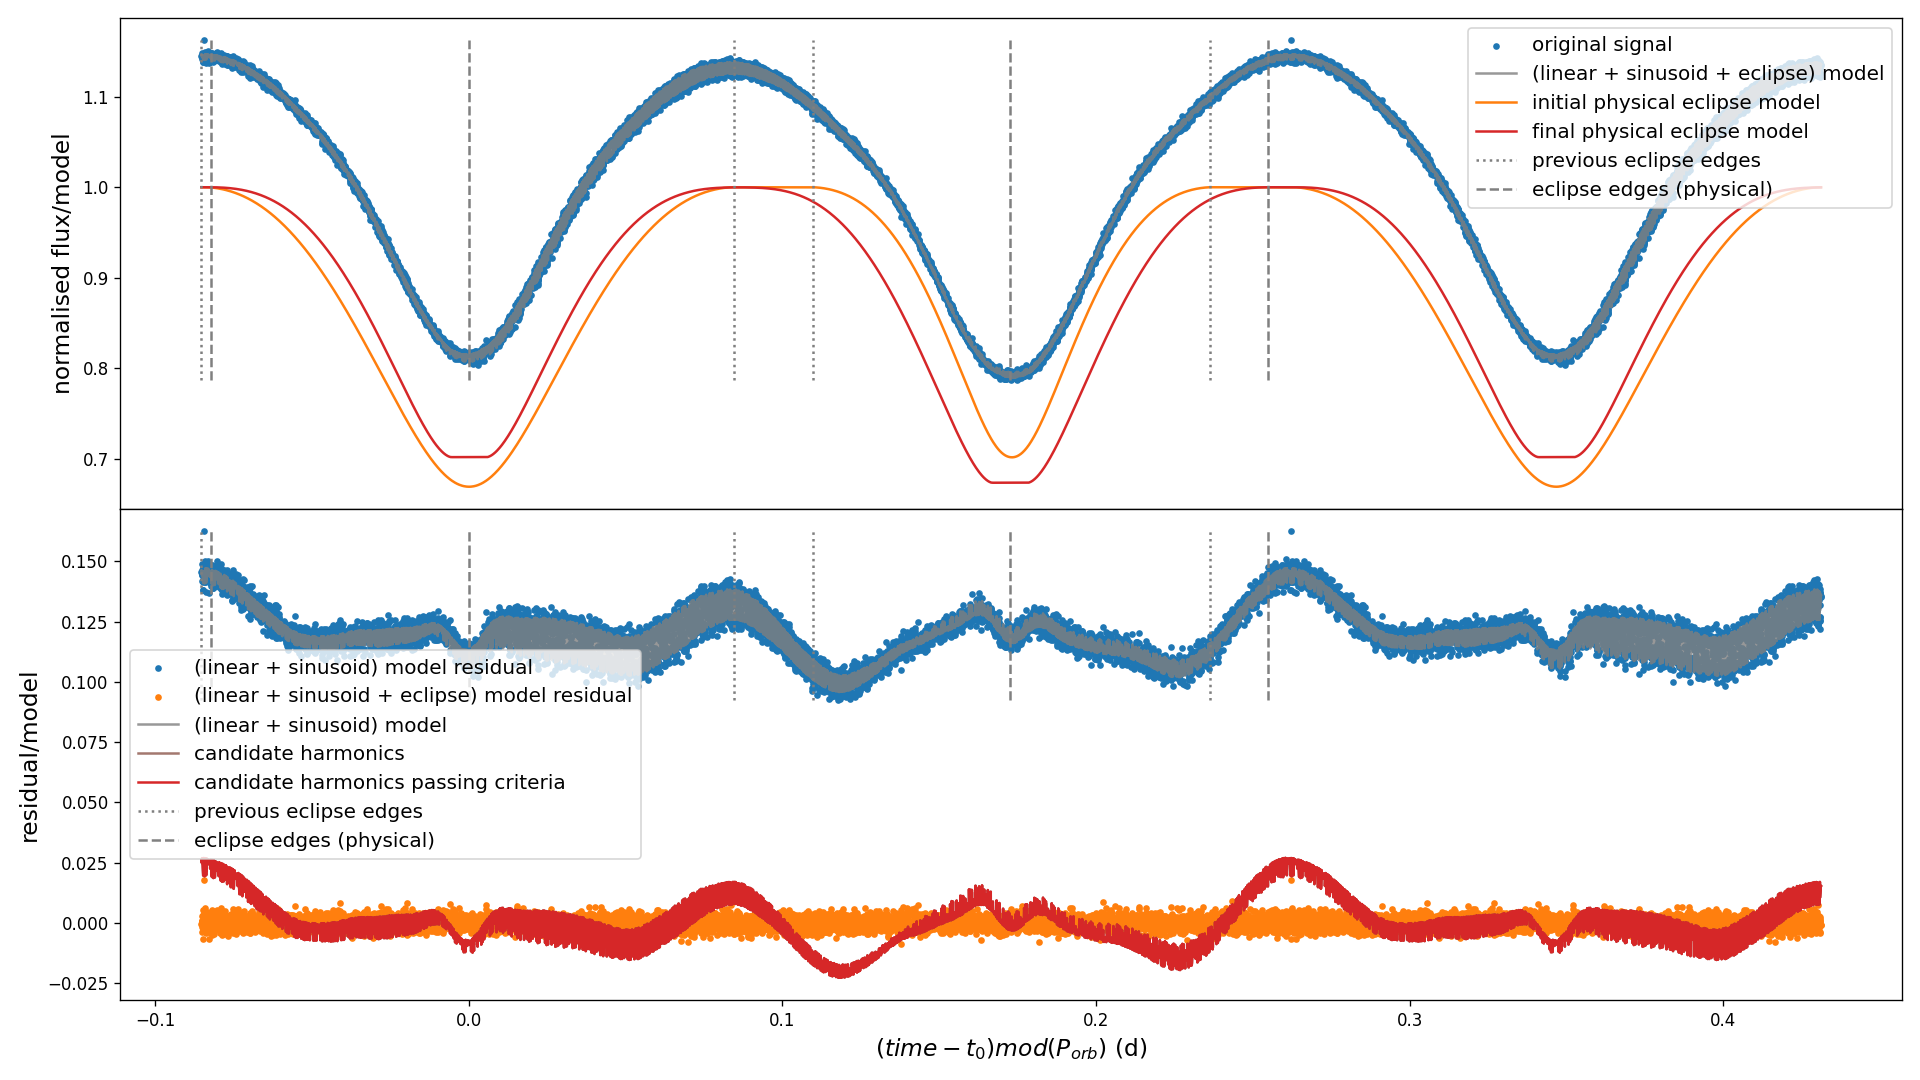 normalised flux/model
1.1
1.0
0.9
0.8
0.7
original signal
(linear + sinusoid + eclipse) model
initial physical eclipse model
final physical eclipse model
previous eclipse edges
eclipse edges (physical)
residual/model
0.150
0.125
0.100
0.075
0.050
0.025
0.000
−0.025
(linear + sinusoid) model residual
(linear + sinusoid + eclipse) model residual
(linear + sinusoid) model
candidate harmonics
candidate harmonics passing criteria
previous eclipse edges
eclipse edges (physical)
−0.1 0.0 0.1 0.2 0.3 0.4
(time − t₀)mod(P_orb) (d)